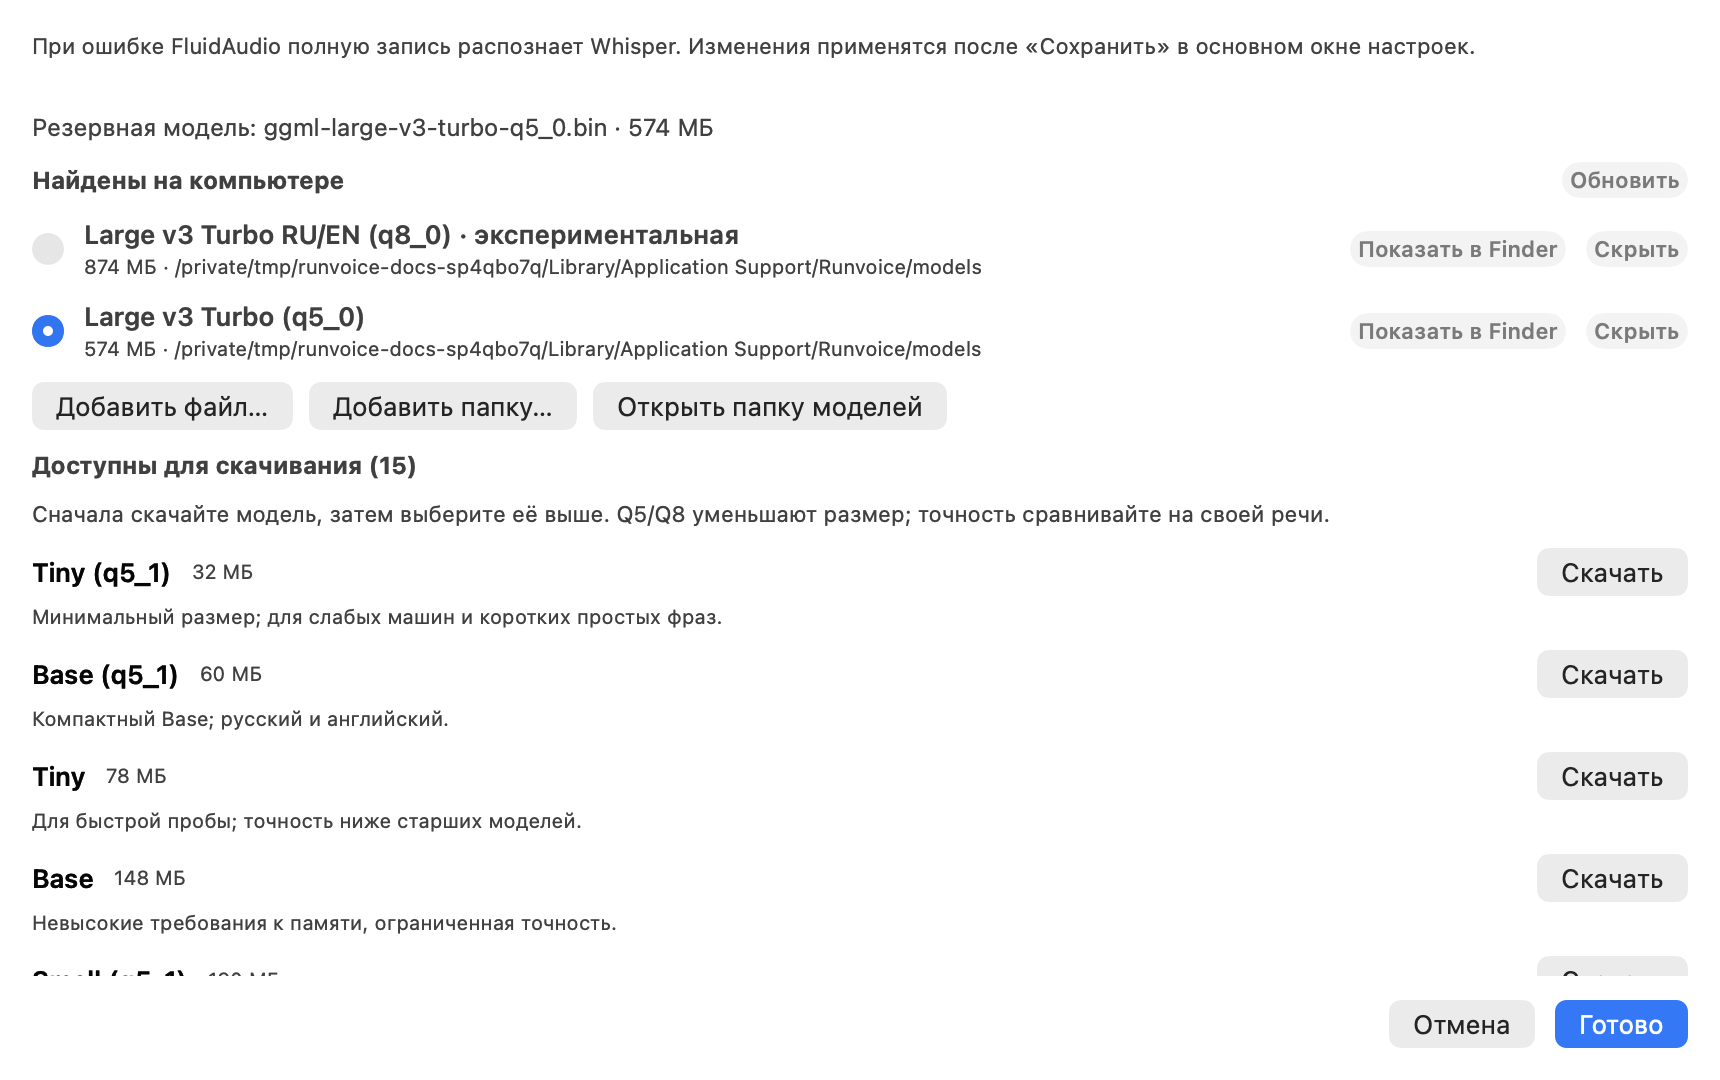 При ошибке FluidAudio полную запись распознает Whisper. Изменения применятся после «Сохранить» в основном окне настроек.
Резервная модель: ggml-large-v3-turbo-q5_0.bin · 574 МБ
Найдены на компьютере
Обновить
Large v3 Turbo RU/EN (q8_0) · экспериментальная
874 МБ · /private/tmp/runvoice-docs-sp4qbo7q/Library/Application Support/Runvoice/models
Показать в Finder
Скрыть
Large v3 Turbo (q5_0)
574 МБ · /private/tmp/runvoice-docs-sp4qbo7q/Library/Application Support/Runvoice/models
Показать в Finder
Скрыть
Добавить файл...
Добавить папку...
Открыть папку моделей
Доступны для скачивания (15)
Сначала скачайте модель, затем выберите её выше. Q5/Q8 уменьшают размер; точность сравнивайте на своей речи.
Tiny (q5_1) 32 МБ
Скачать
Минимальный размер; для слабых машин и коротких простых фраз.
Base (q5_1) 60 МБ
Скачать
Компактный Base; русский и английский.
Tiny 78 МБ
Скачать
Для быстрой пробы; точность ниже старших моделей.
Base 148 МБ
Скачать
Невысокие требования к памяти, ограниченная точность.
Small (q5_1)
Отмена
Готово